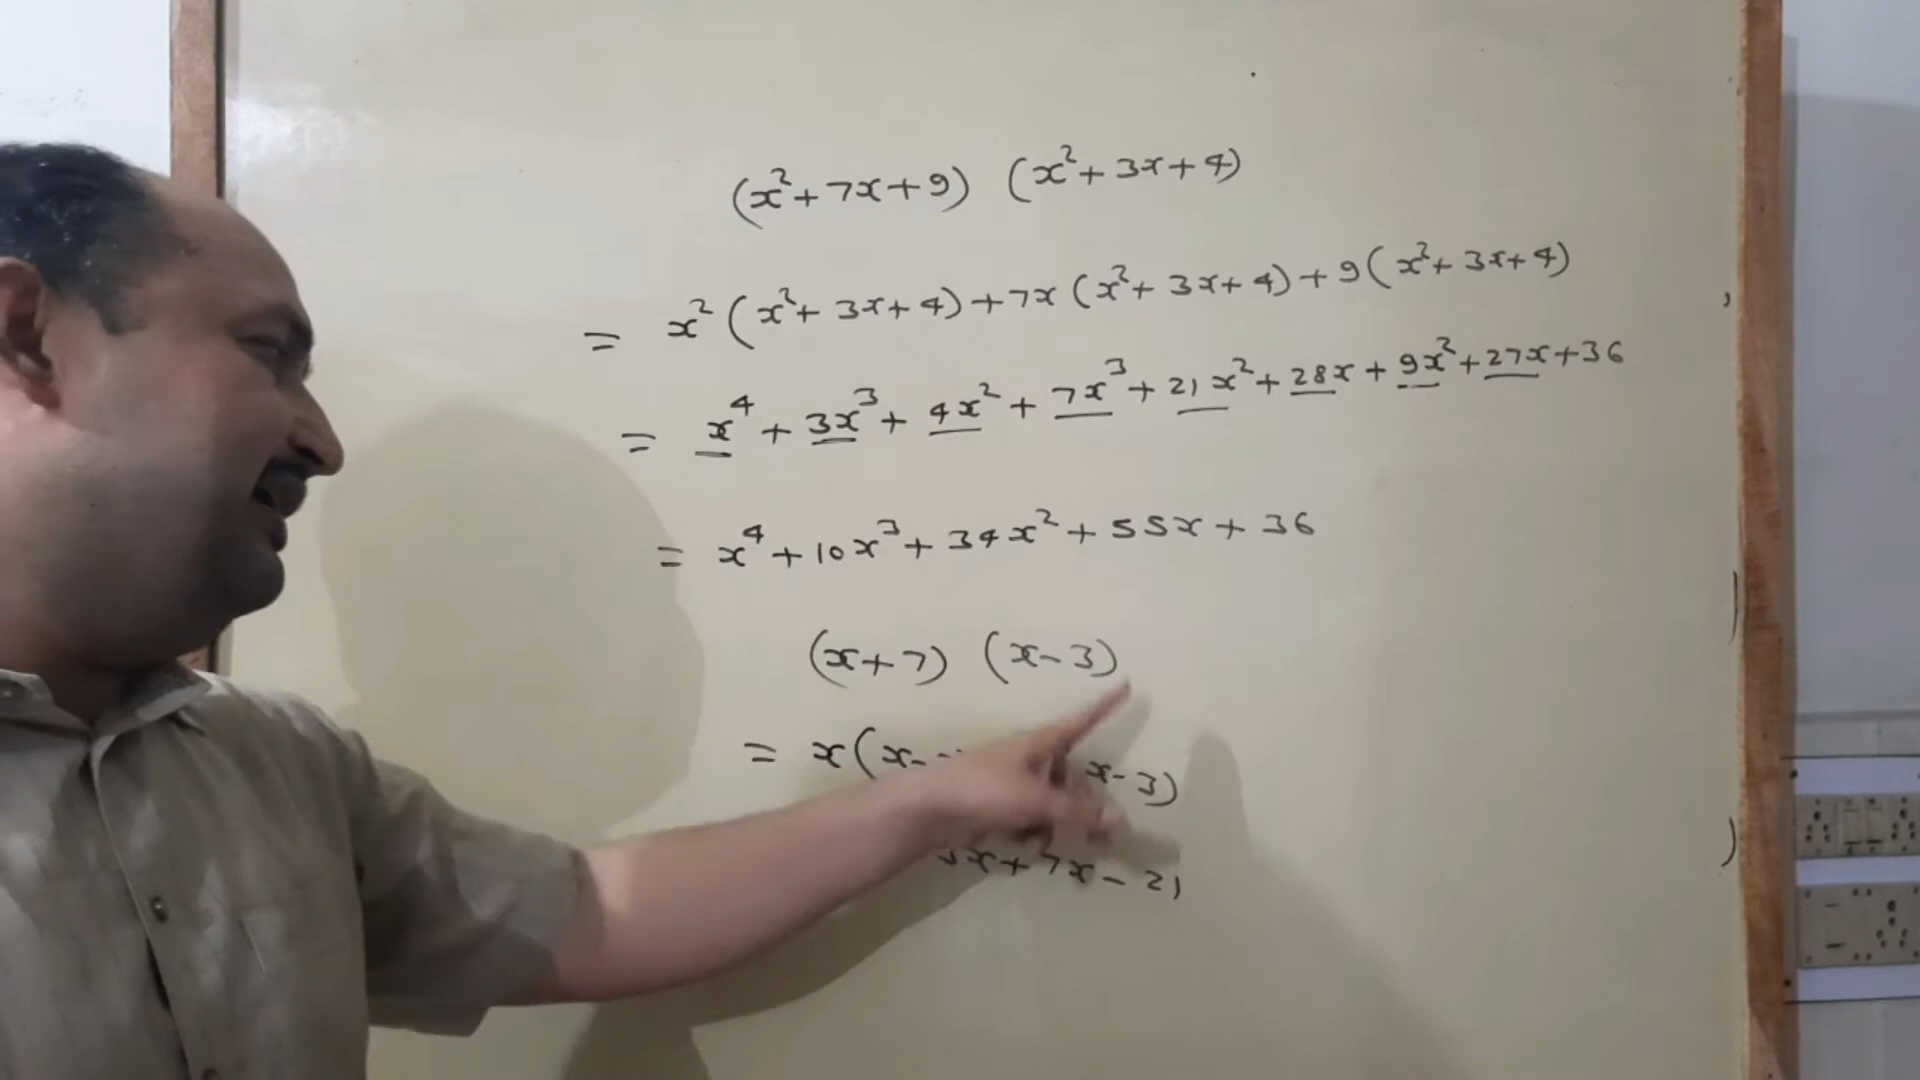 (x²+7x+9) (x²+3x+4)
= x²(x²+3x+4)+7x(x²+3x+4)+9(x²+3x+4)
= x⁴+3x³+4x²+7x³+21x²+28x+9x²+27x+36
= x⁴+10x³+34x²+55x+36
(x+7) (x-3)
= x(x- x-3)
x+7x-21